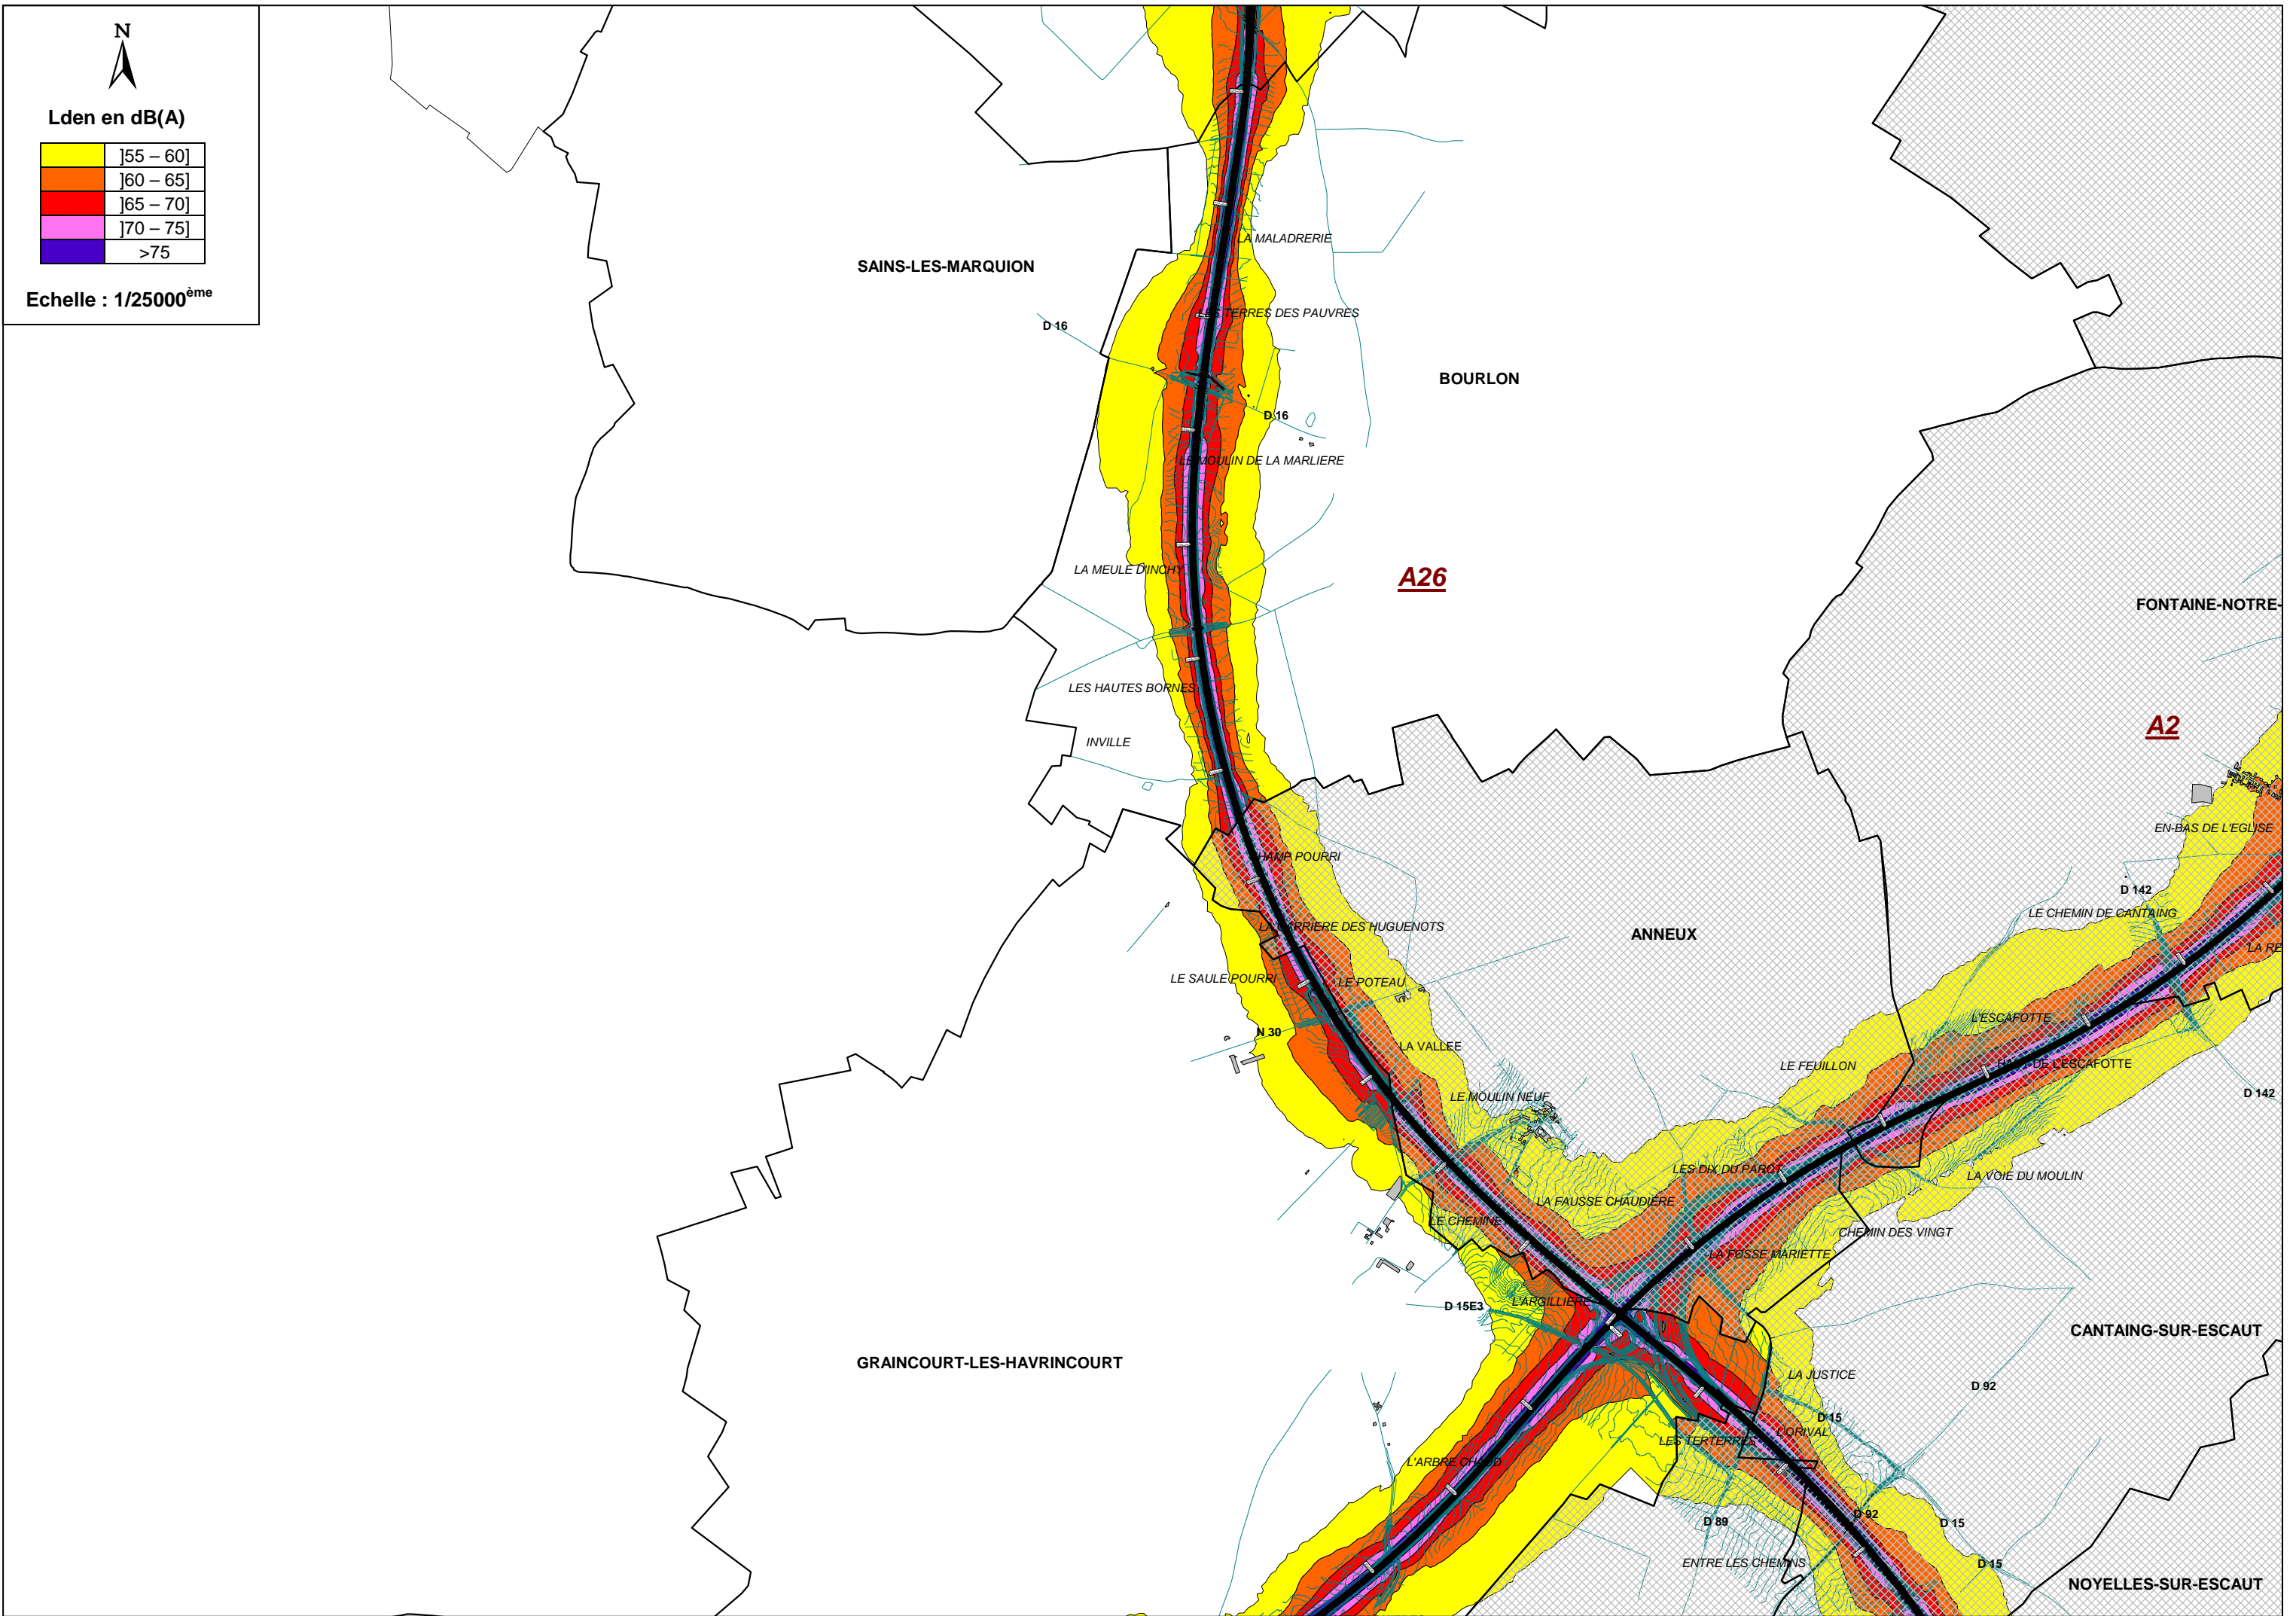 N
Lden en dB(A)
]55 – 60]
]60 – 65]
]65 – 70]
]70 – 75]
>75
Echelle : 1/25000ème
LA MALADRERIE
SAINS-LES-MARQUION
LES TERRES DES PAUVRES
D 16
BOURLON
D 16
LE MOULIN DE LA MARLIERE
LA MEULE D'INCHY
A26
FONTAINE-NOTRE-
LES HAUTES BORNES
A2
INVILLE
EN-BAS DE L'EGLISE
CHAMP POURRI
D 142
LE CHEMIN DE CANTAING
LA CARRIERE DES HUGUENOTS
ANNEUX
LA RE
LE SAULE POURRI
LE POTEAU
L'ESCAFOTTE
N 30
LA VALLEE
LE FEUILLON
DE L'ESCAFOTTE
D 142
LE MOULIN NEUF
LES DIX DU PAROT
LA VOIE DU MOULIN
LA FAUSSE CHAUDIERE
LE CHEMINET
CHEMIN DES VINGT
LA FOSSE MARIETTE
L'ARGILLIERE
D 15E3
CANTAING-SUR-ESCAUT
GRAINCOURT-LES-HAVRINCOURT
LA JUSTICE
D 92
D 15
L'ORIVAL
LES TERTERRES
L'ARBRE CHAUD
D 92
D 89
D 15
ENTRE LES CHEMINS
D 15
NOYELLES-SUR-ESCAUT